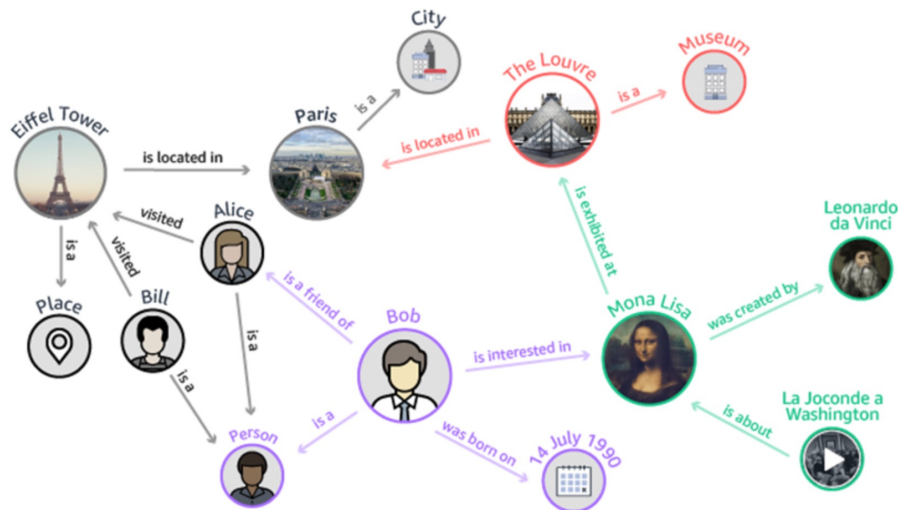 City
The Louvre
Museum
is a
is a
Eiffel Tower
Paris
is located in
is located in
Leonardo
da Vinci
visited
Alice
is exhibited at
is a
visited
Place
Bill
is a friend of
Bob
Mona Lisa
was created by
is a
is interested in
is a
La Joconde a
Washington
is about
Person
is a
was born on
14 July 1990